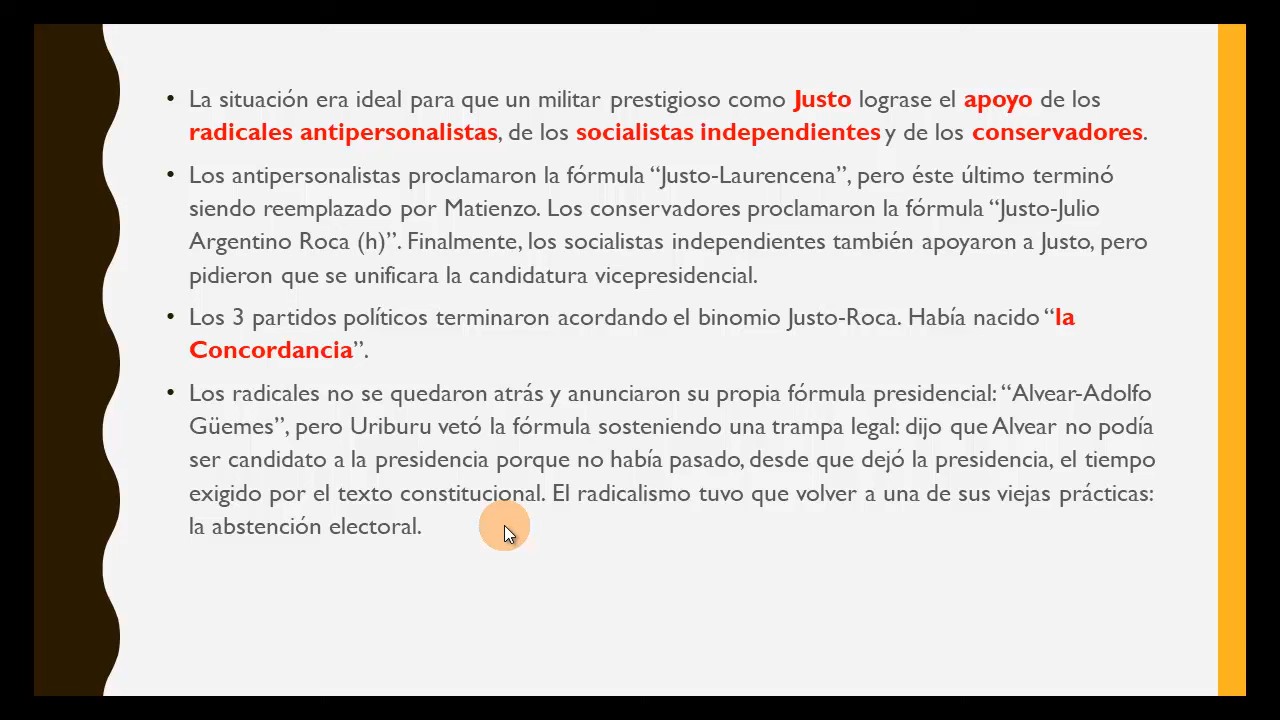 • La situación era ideal para que un militar prestigioso como Justo lograse el apoyo de los
radicales antipersonalistas, de los socialistas independientes y de los conservadores.
• Los antipersonalistas proclamaron la fórmula “Justo-Laurencena”, pero éste último terminó
siendo reemplazado por Matienzo. Los conservadores proclamaron la fórmula “Justo-Julio
Argentino Roca (h)”. Finalmente, los socialistas independientes también apoyaron a Justo, pero
pidieron que se unificara la candidatura vicepresidencial.
• Los 3 partidos políticos terminaron acordando el binomio Justo-Roca. Había nacido “la
Concordancia”.
• Los radicales no se quedaron atrás y anunciaron su propia fórmula presidencial: “Alvear-Adolfo
Güemes”, pero Uriburu vetó la fórmula sosteniendo una trampa legal: dijo que Alvear no podía
ser candidato a la presidencia porque no había pasado, desde que dejó la presidencia, el tiempo
exigido por el texto constitucional. El radicalismo tuvo que volver a una de sus viejas prácticas:
la abstención electoral.